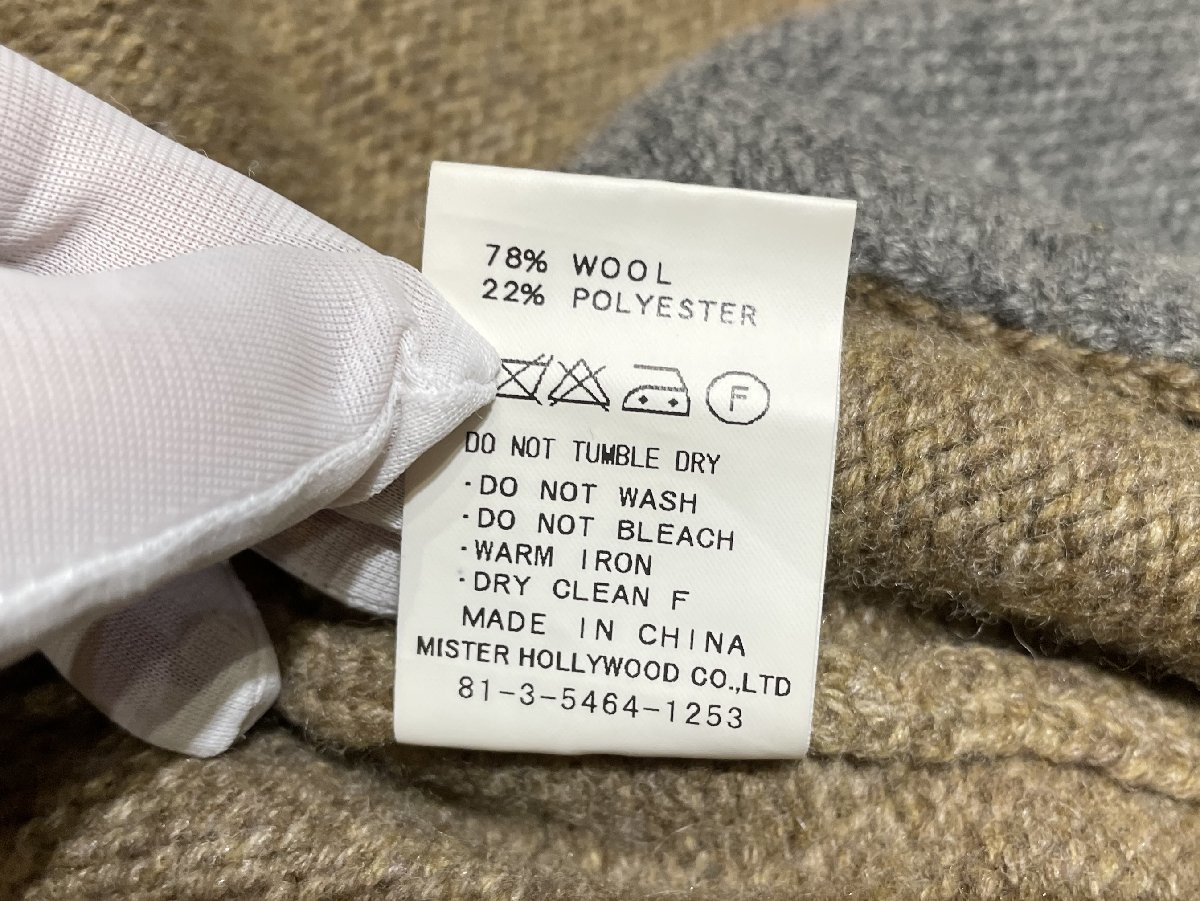 78% WOOL
22% POLYESTER
F
DO NOT TUMBLE DRY
·DO NOT WASH
·DO NOT BLEACH
·WARM IRON
·DRY CLEAN F
MADE IN CHINA
MISTER HOLLYWOOD CO.,LTD
81-3-5464-1253